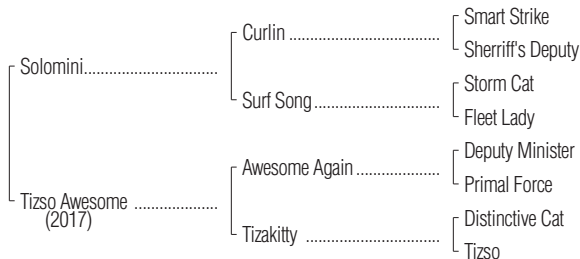 Smart Strike
Curlin
Sherriff's Deputy
Solomini
Storm Cat
Surf Song
Fleet Lady
Deputy Minister
Awesome Again
Primal Force
Tizso Awesome
(2017)
Distinctive Cat
Tizakitty
Tizso